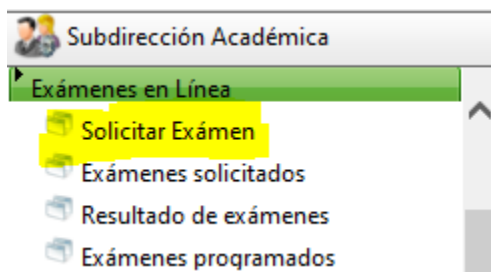 Subdirección Académica
Exámenes en Línea
Solicitar Exámen
Exámenes solicitados
Resultado de exámenes
Exámenes programados